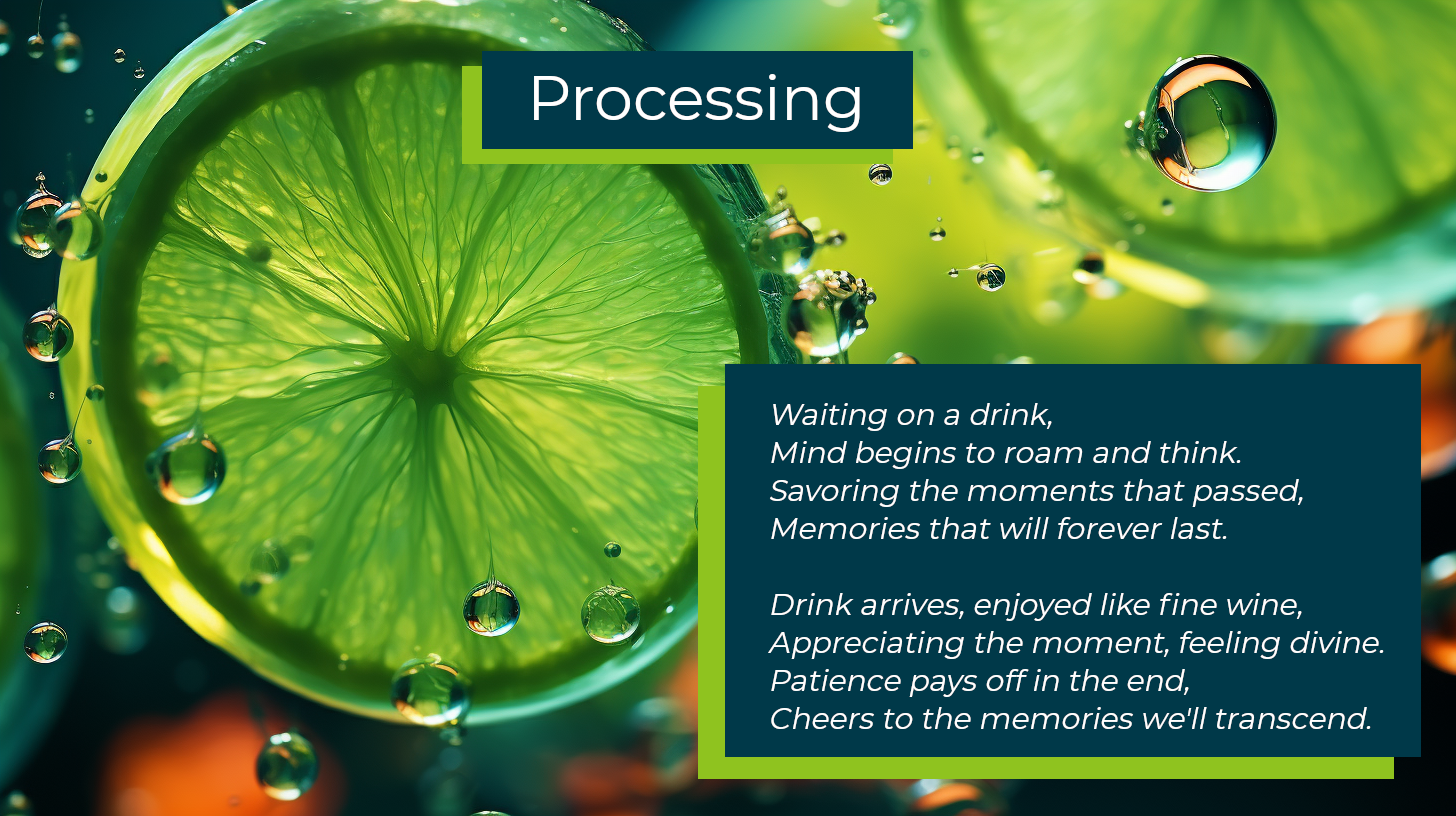 Processing
Waiting on a drink,
Mind begins to roam and think.
Savoring the moments that passed,
Memories that will forever last.

Drink arrives, enjoyed like fine wine,
Appreciating the moment, feeling divine.
Patience pays off in the end,
Cheers to the memories we'll transcend.